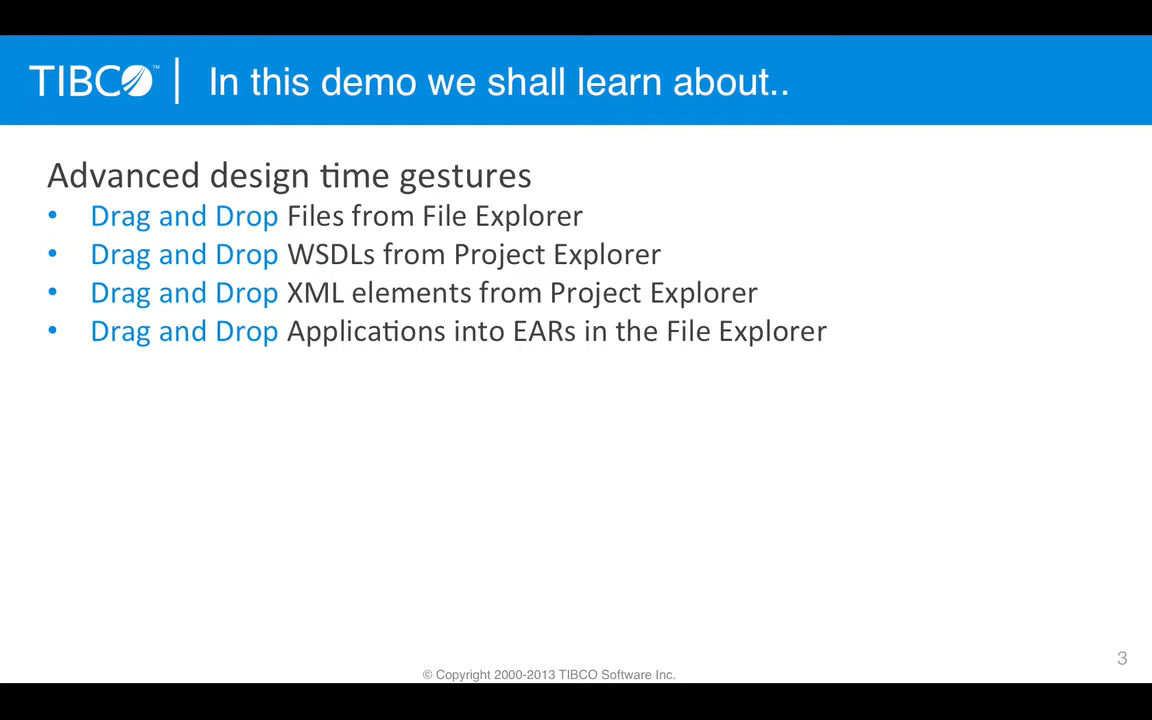 TIBCO™ | In this demo we shall learn about..
Advanced design time gestures
• Drag and Drop Files from File Explorer
• Drag and Drop WSDLs from Project Explorer
• Drag and Drop XML elements from Project Explorer
• Drag and Drop Applications into EARs in the File Explorer
3
© Copyright 2000-2013 TIBCO Software Inc.